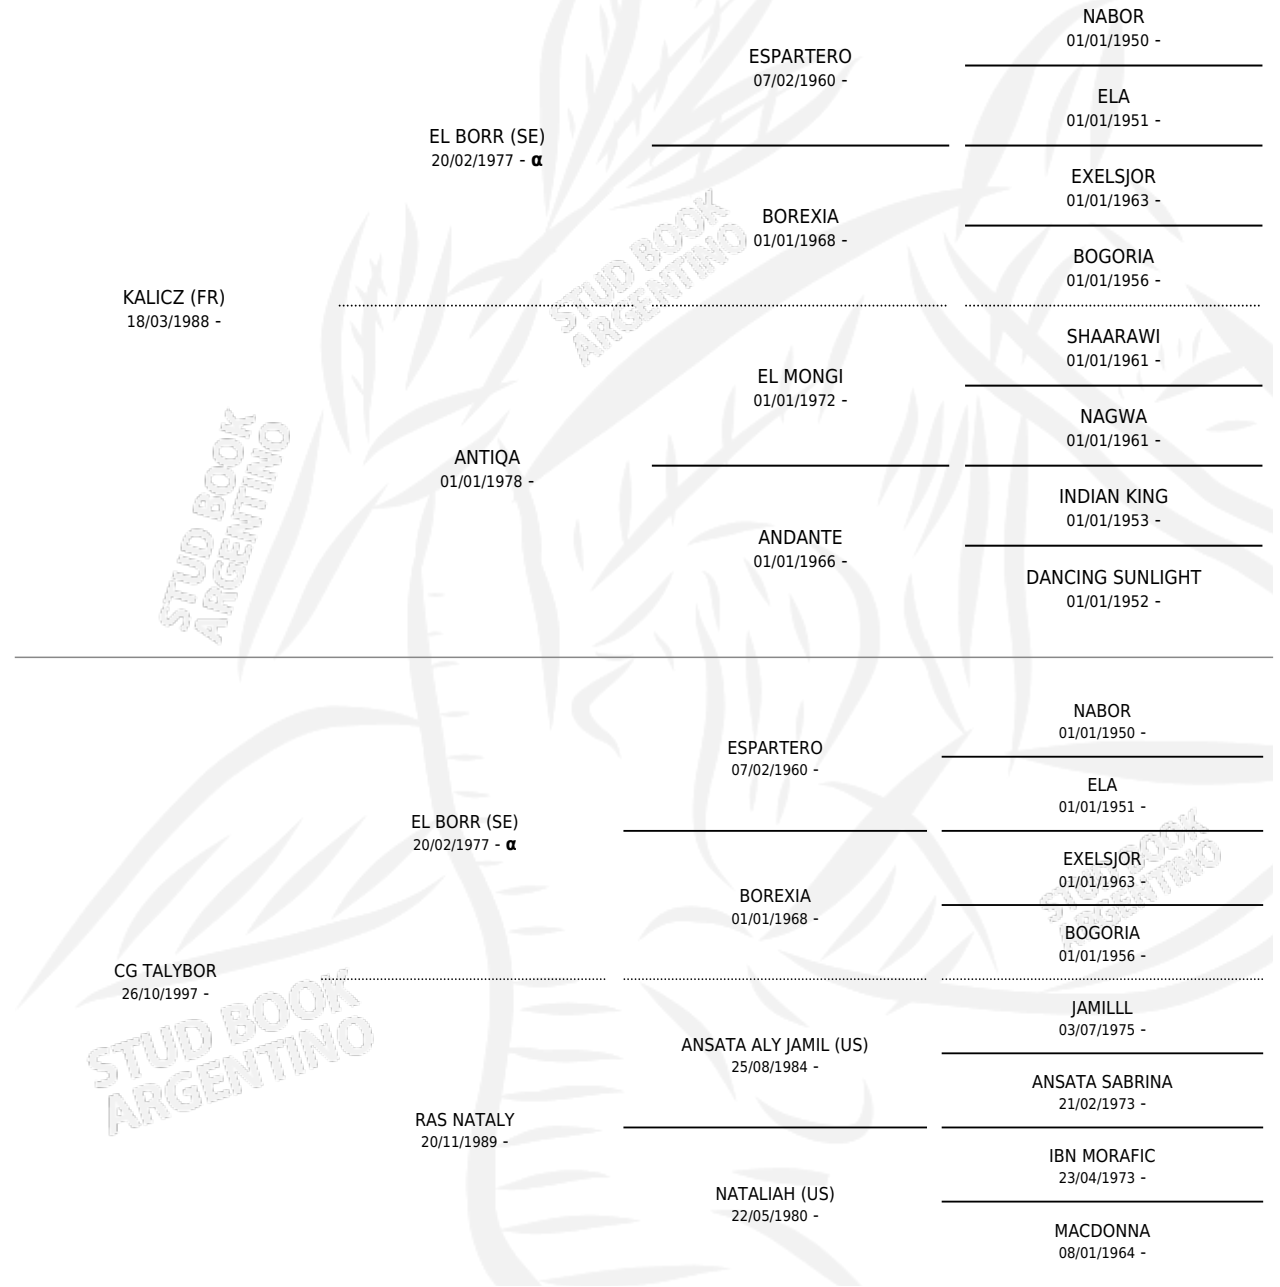 NABOR
01/01/1950 -
ESPARTERO
07/02/1960 -
ELA
01/01/1951 -
EL BORR (SE)
20/02/1977 - α
EXELSJOR
01/01/1963 -
BOREXIA
01/01/1968 -
BOGORIA
01/01/1956 -
KALICZ (FR)
18/03/1988 -
SHAARAWI
01/01/1961 -
EL MONGI
01/01/1972 -
NAGWA
01/01/1961 -
ANTIQA
01/01/1978 -
INDIAN KING
01/01/1953 -
ANDANTE
01/01/1966 -
DANCING SUNLIGHT
01/01/1952 -
STUD BOOK
ARGENTINO
STUD BOOK
ARGENTINO
NABOR
01/01/1950 -
ESPARTERO
07/02/1960 -
ELA
01/01/1951 -
EL BORR (SE)
20/02/1977 - α
EXELSJOR
01/01/1963 -
BOREXIA
01/01/1968 -
BOGORIA
01/01/1956 -
CG TALYBOR
26/10/1997 -
JAMILLL
03/07/1975 -
ANSATA ALY JAMIL (US)
25/08/1984 -
ANSATA SABRINA
21/02/1973 -
RAS NATALY
20/11/1989 -
IBN MORAFIC
23/04/1973 -
NATALIAH (US)
22/05/1980 -
MACDONNA
08/01/1964 -
STUD BOOK
ARGENTINO
STUD BOOK
ARGENTINO